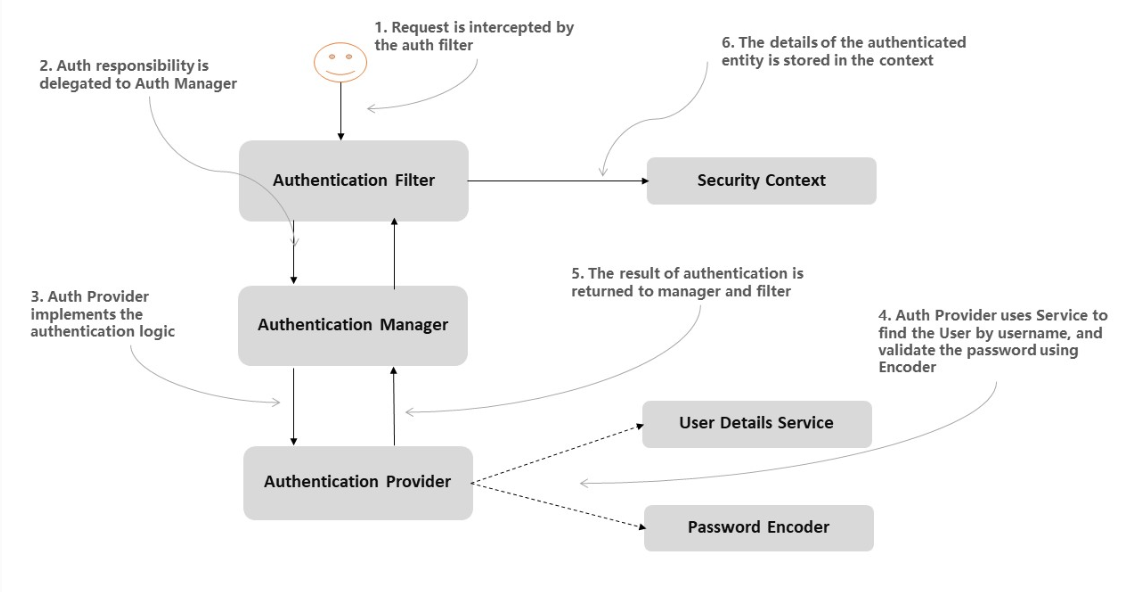 1. Request is intercepted by
the auth filter
2. Auth responsibility is
delegated to Auth Manager
6. The details of the authenticated
entity is stored in the context
Authentication Filter
Security Context
3. Auth Provider
implements the
authentication logic
Authentication Manager
5. The result of authentication is
returned to manager and filter
4. Auth Provider uses Service to
find the User by username, and
validate the password using
Encoder
User Details Service
Authentication Provider
Password Encoder